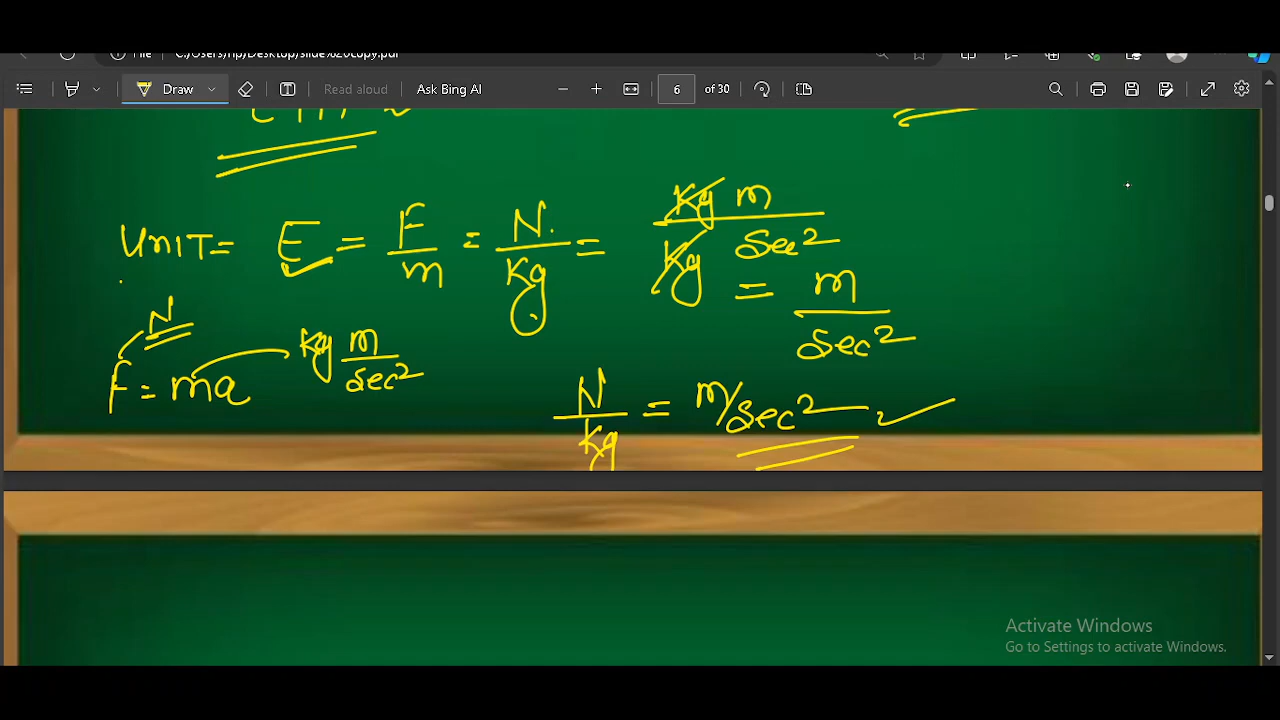 File C:/Users/hp/Desktop/slide%20copy.pdf
Draw Read aloud Ask Bing AI 6 of 30
UNIT = E = F/m = N/kg = kg m/kg sec²
= m/sec²
N
F = ma kg m/sec²
N/kg = m/sec²
Activate Windows
Go to Settings to activate Windows.